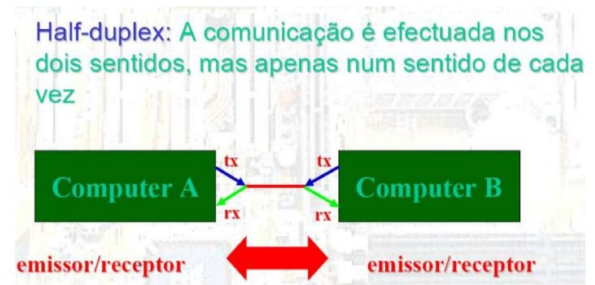 Half-duplex: A comunicação é efectuada nos
dois sentidos, mas apenas num sentido de cada
vez
tx tx
Computer A Computer B
rx rx
emissor/receptor emissor/receptor